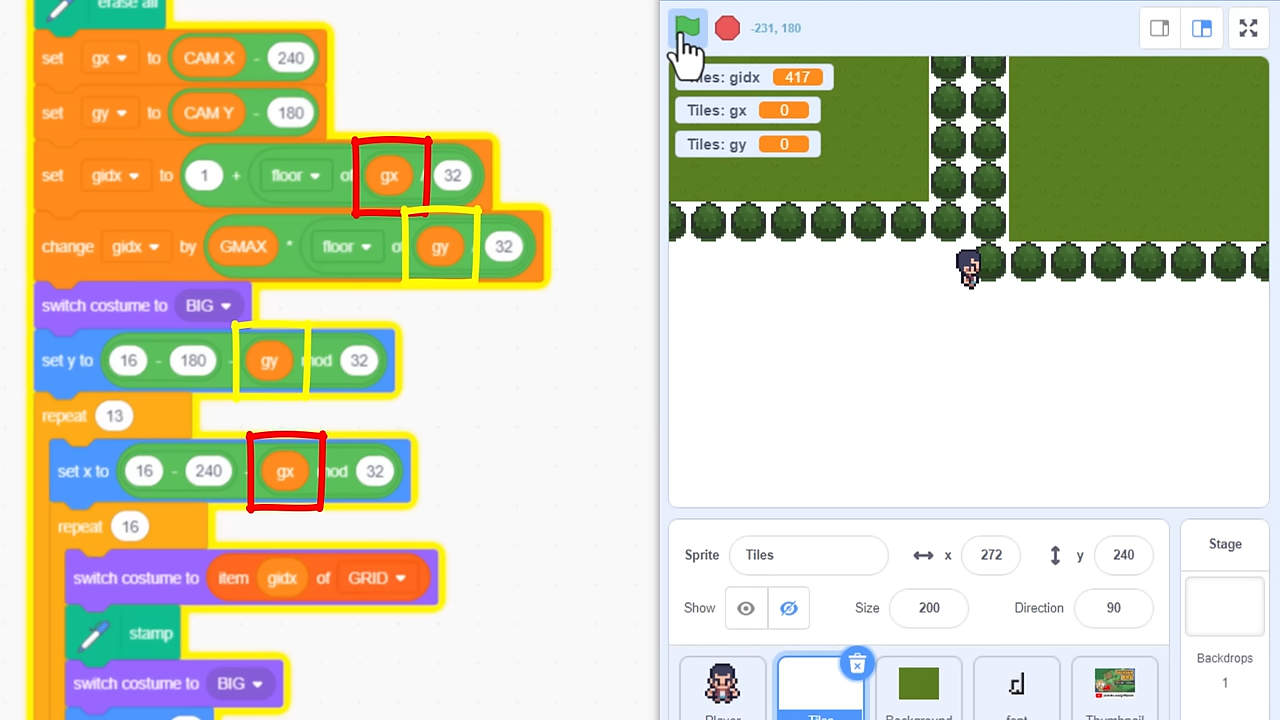 erase all
set gx to CAM X - 240
set gy to CAM Y - 180
set gidx to 1 + floor of gx / 32
change gidx by GMAX * floor of gy / 32
switch costume to BIG
set y to 16 - 180 - gy mod 32
repeat 13
set x to 16 - 240 - gx mod 32
repeat 16
switch costume to item gidx of GRID
stamp
switch costume to BIG
-231, 180
Tiles: gidx 417
Tiles: gx 0
Tiles: gy 0
Sprite Tiles x 272 y 240
Show Size 200 Direction 90
Stage
Backdrops
1
Player
Tiles
Background
font
Thumbnail